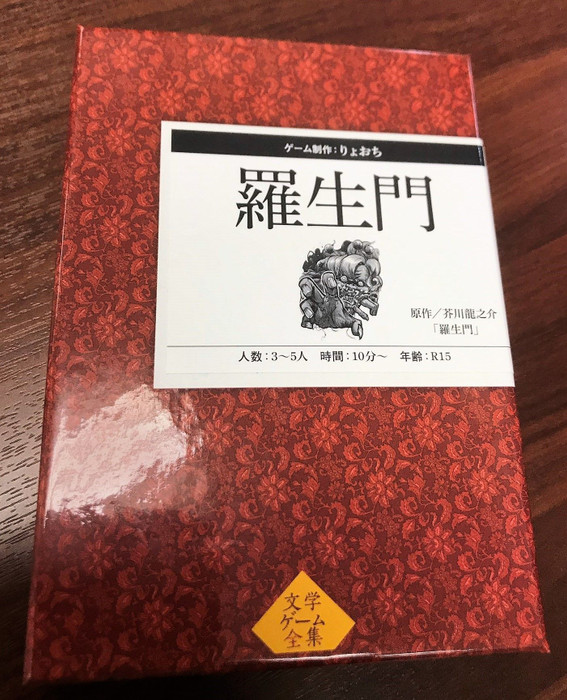 ゲーム制作：りょおち
羅生門
原作／芥川龍之介
「羅生門」
人数：3〜5人 時間：10分〜 年齢：R15
文学
ゲーム
全集